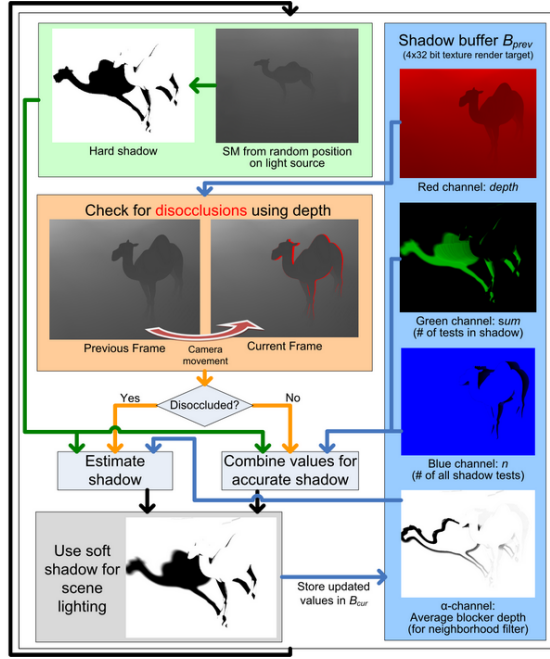 Hard shadow
SM from random position
on light source
Shadow buffer Bprev
(4x32 bit texture render target)
Red channel: depth
Check for disocclusions using depth
Previous Frame
Camera
movement
Current Frame
Green channel: sum
(# of tests in shadow)
Yes
Disoccluded?
No
Estimate
shadow
Combine values for
accurate shadow
Blue channel: n
(# of all shadow tests)
Use soft
shadow for
scene
lighting
Store updated
values in Bcur
α-channel:
Average blocker depth
(for neighborhood filter)